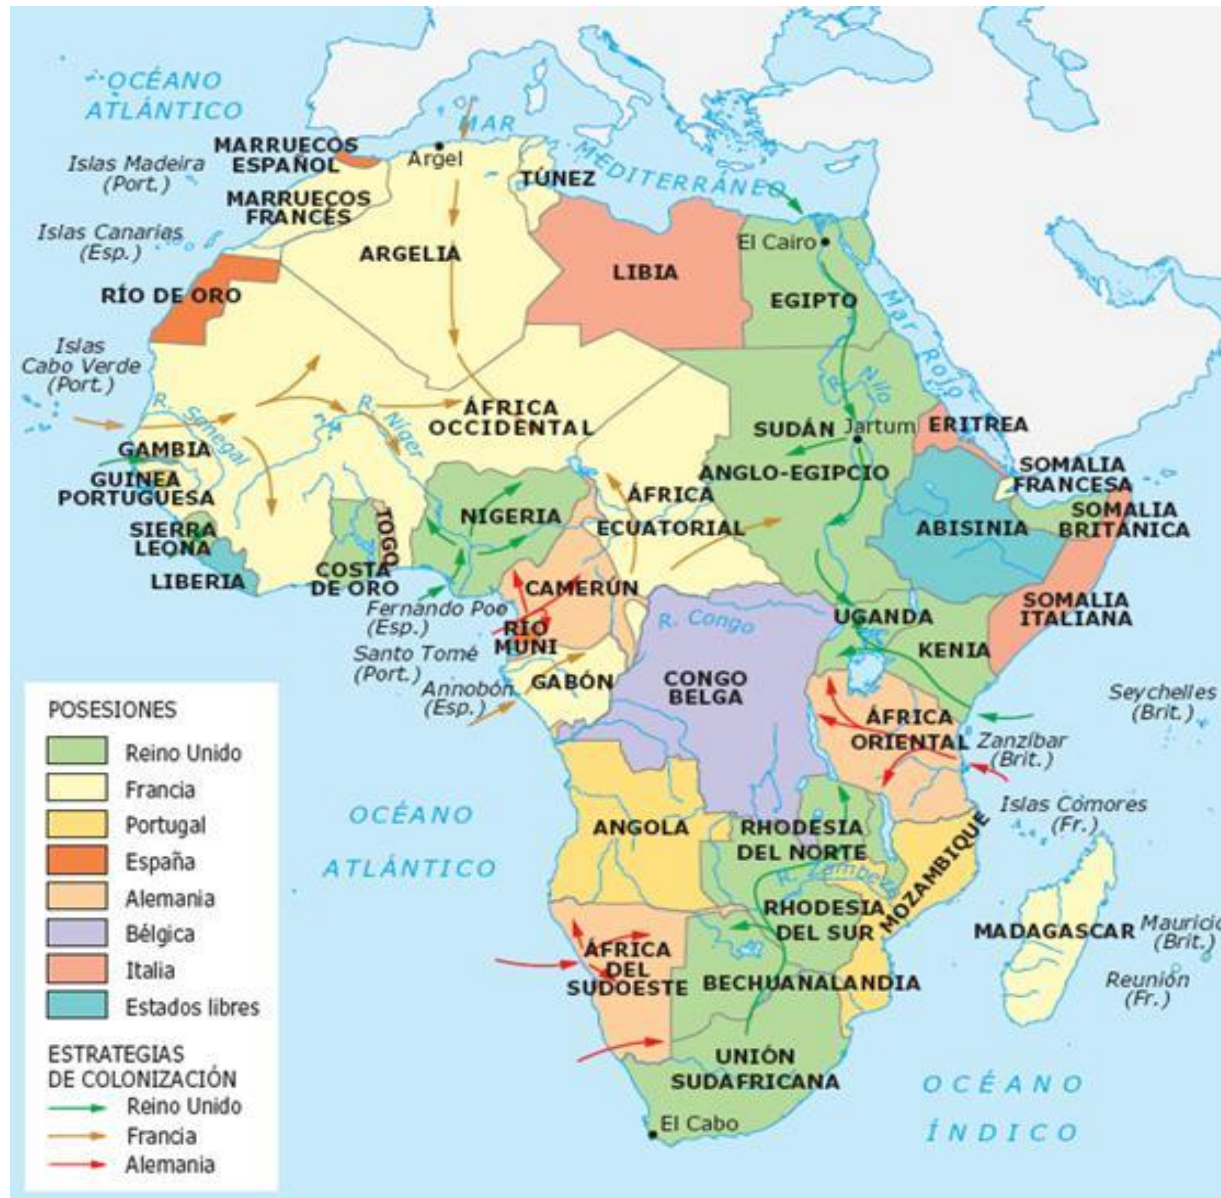 OCÉANO
ATLÁNTICO
MAR MEDITERRÁNEO
MARRUECOS
ESPAÑOL
Argel
Islas Madeira
(Port.)
TÚNEZ
MARRUECOS
FRANCÉS
Islas Canarias
(Esp.)
El Cairo
ARGELIA
LIBIA
EGIPTO
RÍO DE ORO
Mar Rojo
Islas
Cabo Verde
(Port.)
R. Senegal
R. Níger
ÁFRICA
OCCIDENTAL
R. Nilo
SUDÁN
ANGLO-EGIPCIO
Jartum
ERITREA
GAMBIA
GUINEA
PORTUGUESA
SOMALIA
FRANCESA
SIERRA
LEONA
NIGERIA
ÁFRICA
ECUATORIAL
ABISINIA
SOMALIA
BRITÁNICA
TOGO
LIBERIA
COSTA
DE ORO
CAMERÚN
Fernando Poo
(Esp.)
RÍO
MUNI
R. Congo
UGANDA
KENIA
SOMALIA
ITALIANA
Santo Tomé
(Port.)
GABÓN
CONGO
BELGA
Annobón
(Esp.)
Seychelles
(Brit.)
ÁFRICA
ORIENTAL
Zanzíbar
(Brit.)
Islas Comores
(Fr.)
OCÉANO
ATLÁNTICO
ANGOLA
RHODESIA
DEL NORTE
MOZAMBIQUE
R. Zambeze
RHODESIA
DEL SUR
MADAGASCAR
Mauricio
(Brit.)
ÁFRICA
DEL
SUDOESTE
BECHUANALANDIA
Reunión
(Fr.)
UNIÓN
SUDAFRICANA
OCÉANO
ÍNDICO
El Cabo
POSESIONES
Reino Unido
Francia
Portugal
España
Alemania
Bélgica
Italia
Estados libres
ESTRATEGIAS
DE COLONIZACIÓN
Reino Unido
Francia
Alemania